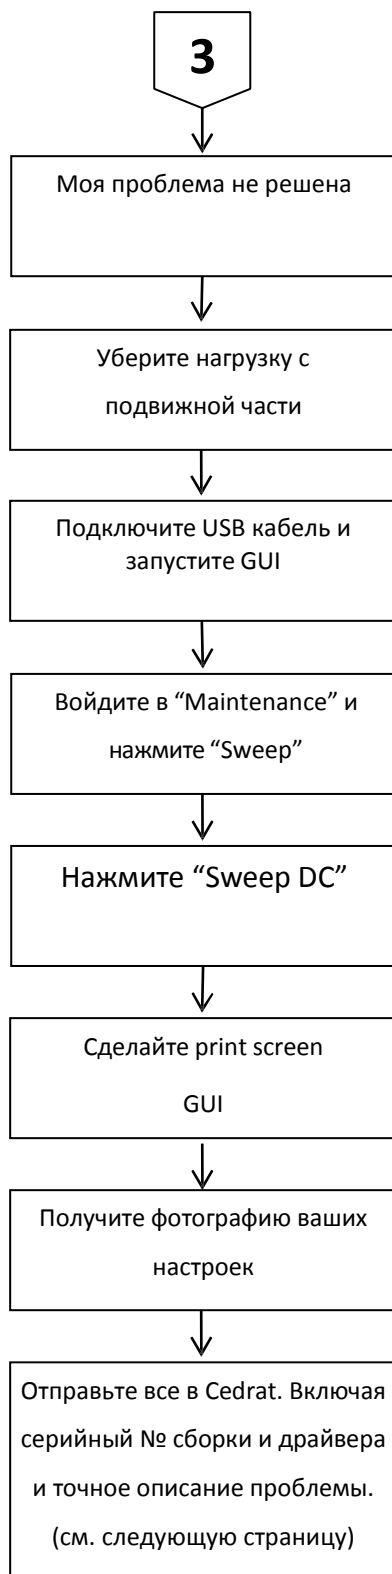 3
Моя проблема не решена
Уберите нагрузку с
подвижной части
Подключите USB кабель и
запустите GUI
Войдите в “Maintenance” и
нажмите “Sweep”
Нажмите “Sweep DC”
Сделайте print screen
GUI
Получите фотографию ваших
настроек
Отправьте все в Cedrat. Включая
серийный № сборки и драйвера
и точное описание проблемы.
(см. следующую страницу)